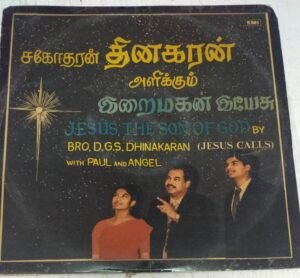 சகோதரன் தினகரன்
அளிக்கும்
இறைமகன் இயேசு
JESUS, THE SON OF GOD BY
BRO. D.G.S. DHINAKARAN (JESUS CALLS)
WITH PAUL AND ANGEL